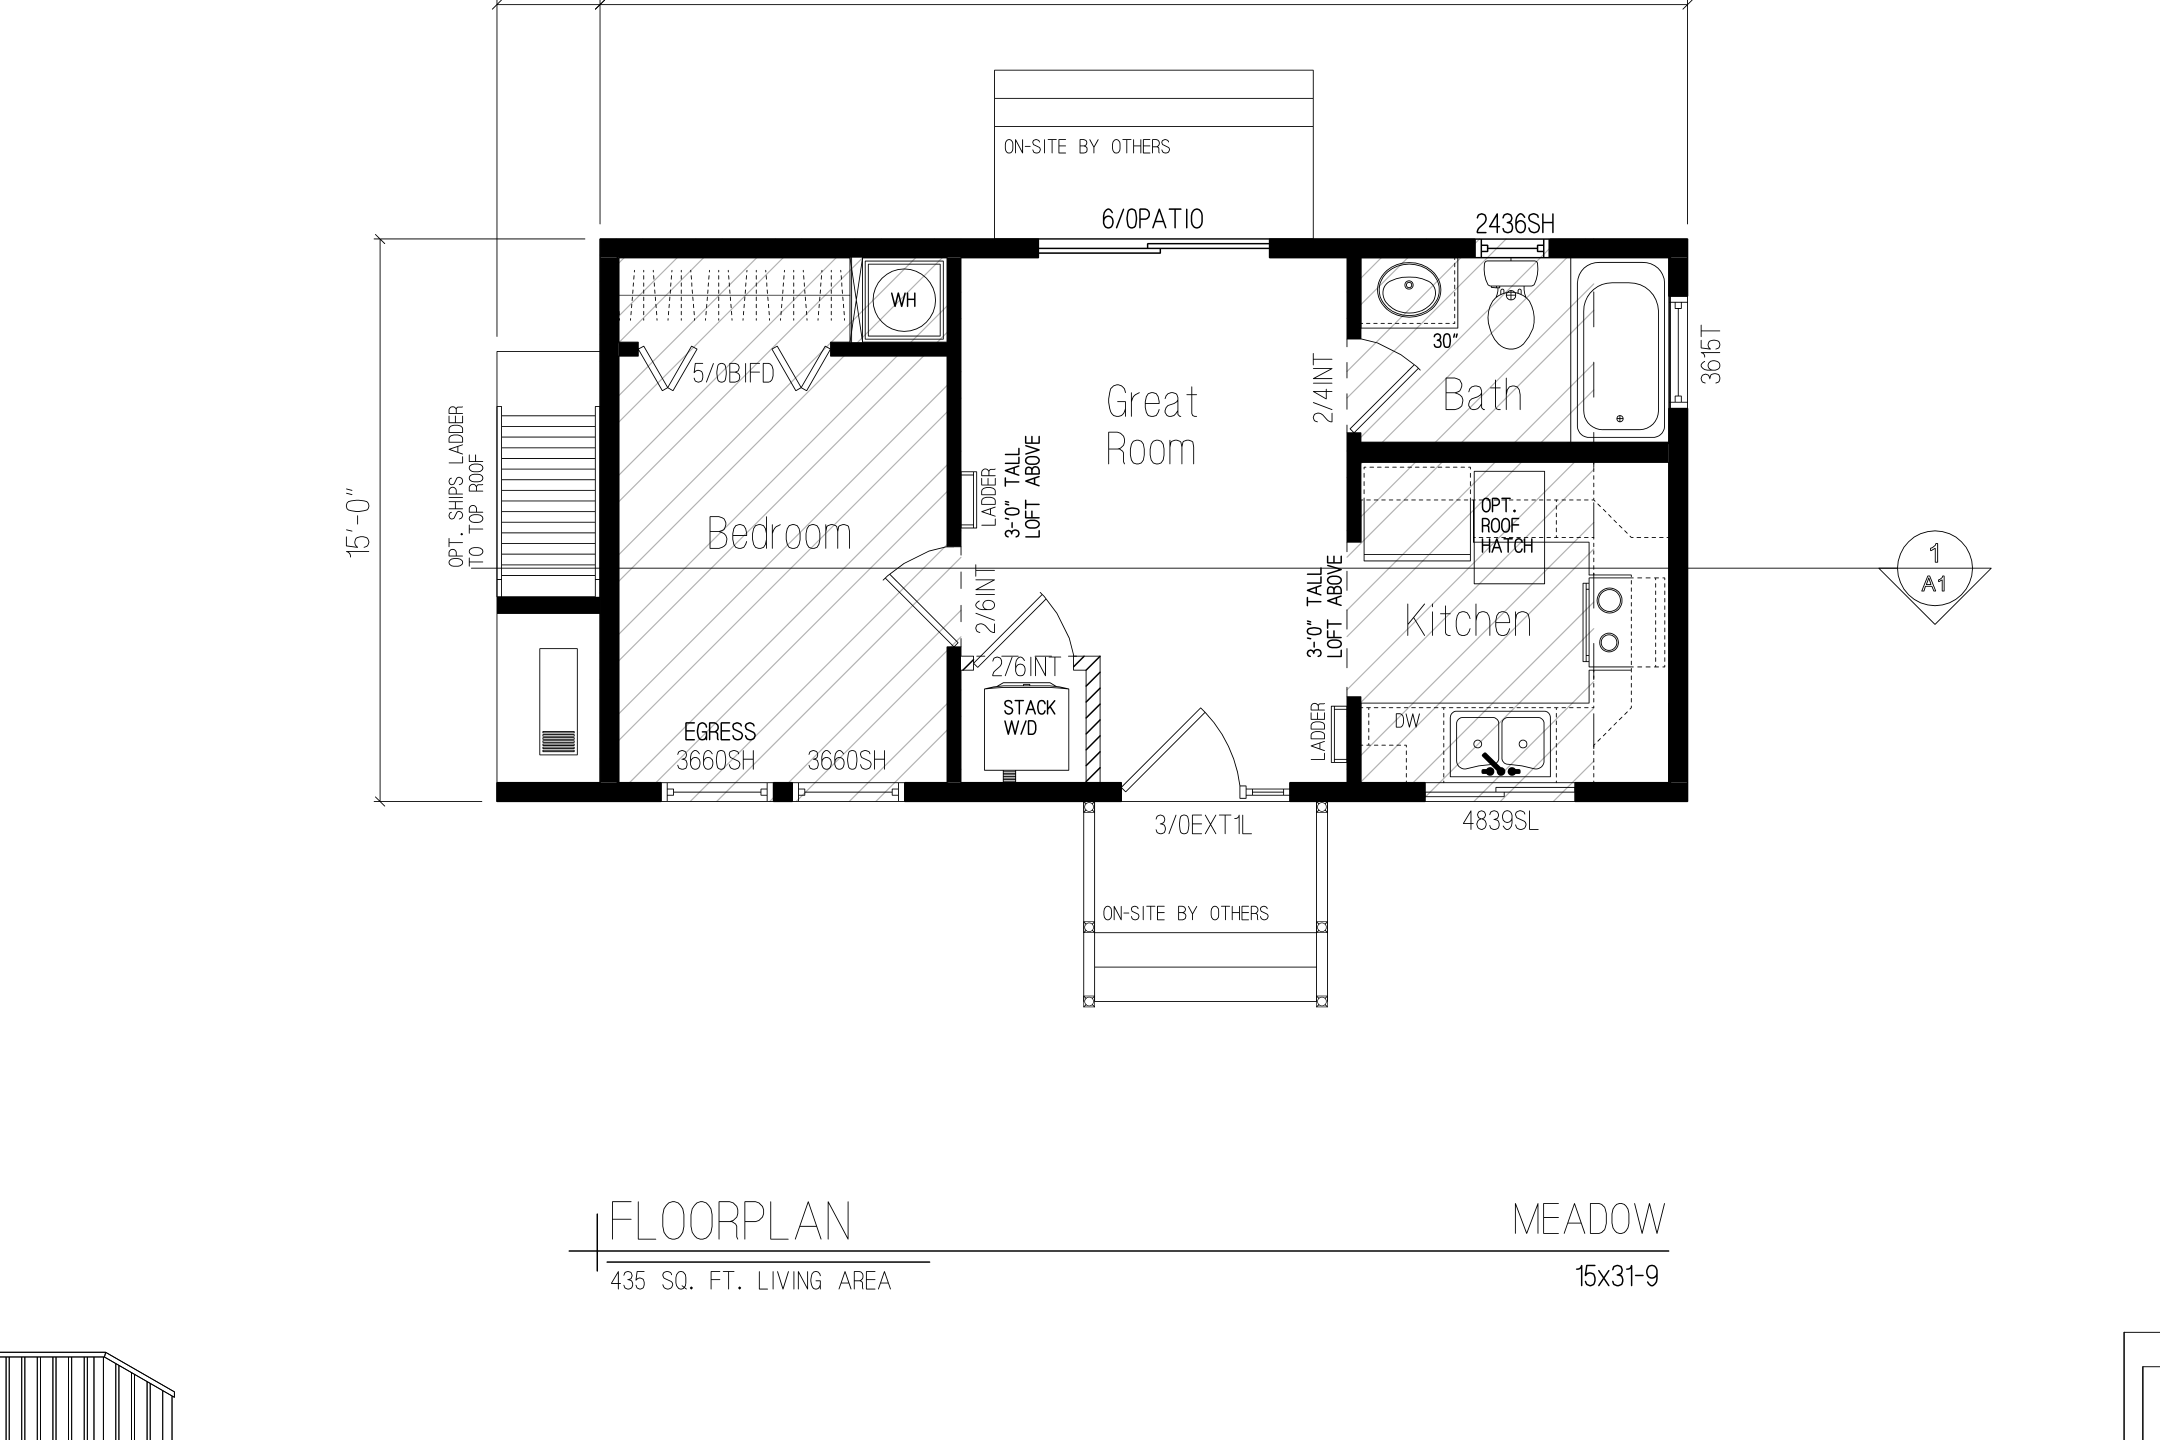 ON-SITE BY OTHERS
6/0PATIO
2436SH
WH
30"
3615T
5/0BIFD
2/4INT
Great
Room
Bath
OPT. SHIPS LADDER
TO TOP ROOF
15'-0"
LADDER
3-'0" TALL
LOFT ABOVE
Bedroom
OPT.
ROOF
HATCH
1
A1
2/6INT
3-'0" TALL
LOFT ABOVE
Kitchen
2/6INT
STACK
W/D
LADDER
DW
EGRESS
3660SH
3660SH
3/0EXT1L
4839SL
ON-SITE BY OTHERS
FLOORPLAN
MEADOW
435 SQ. FT. LIVING AREA
15x31-9